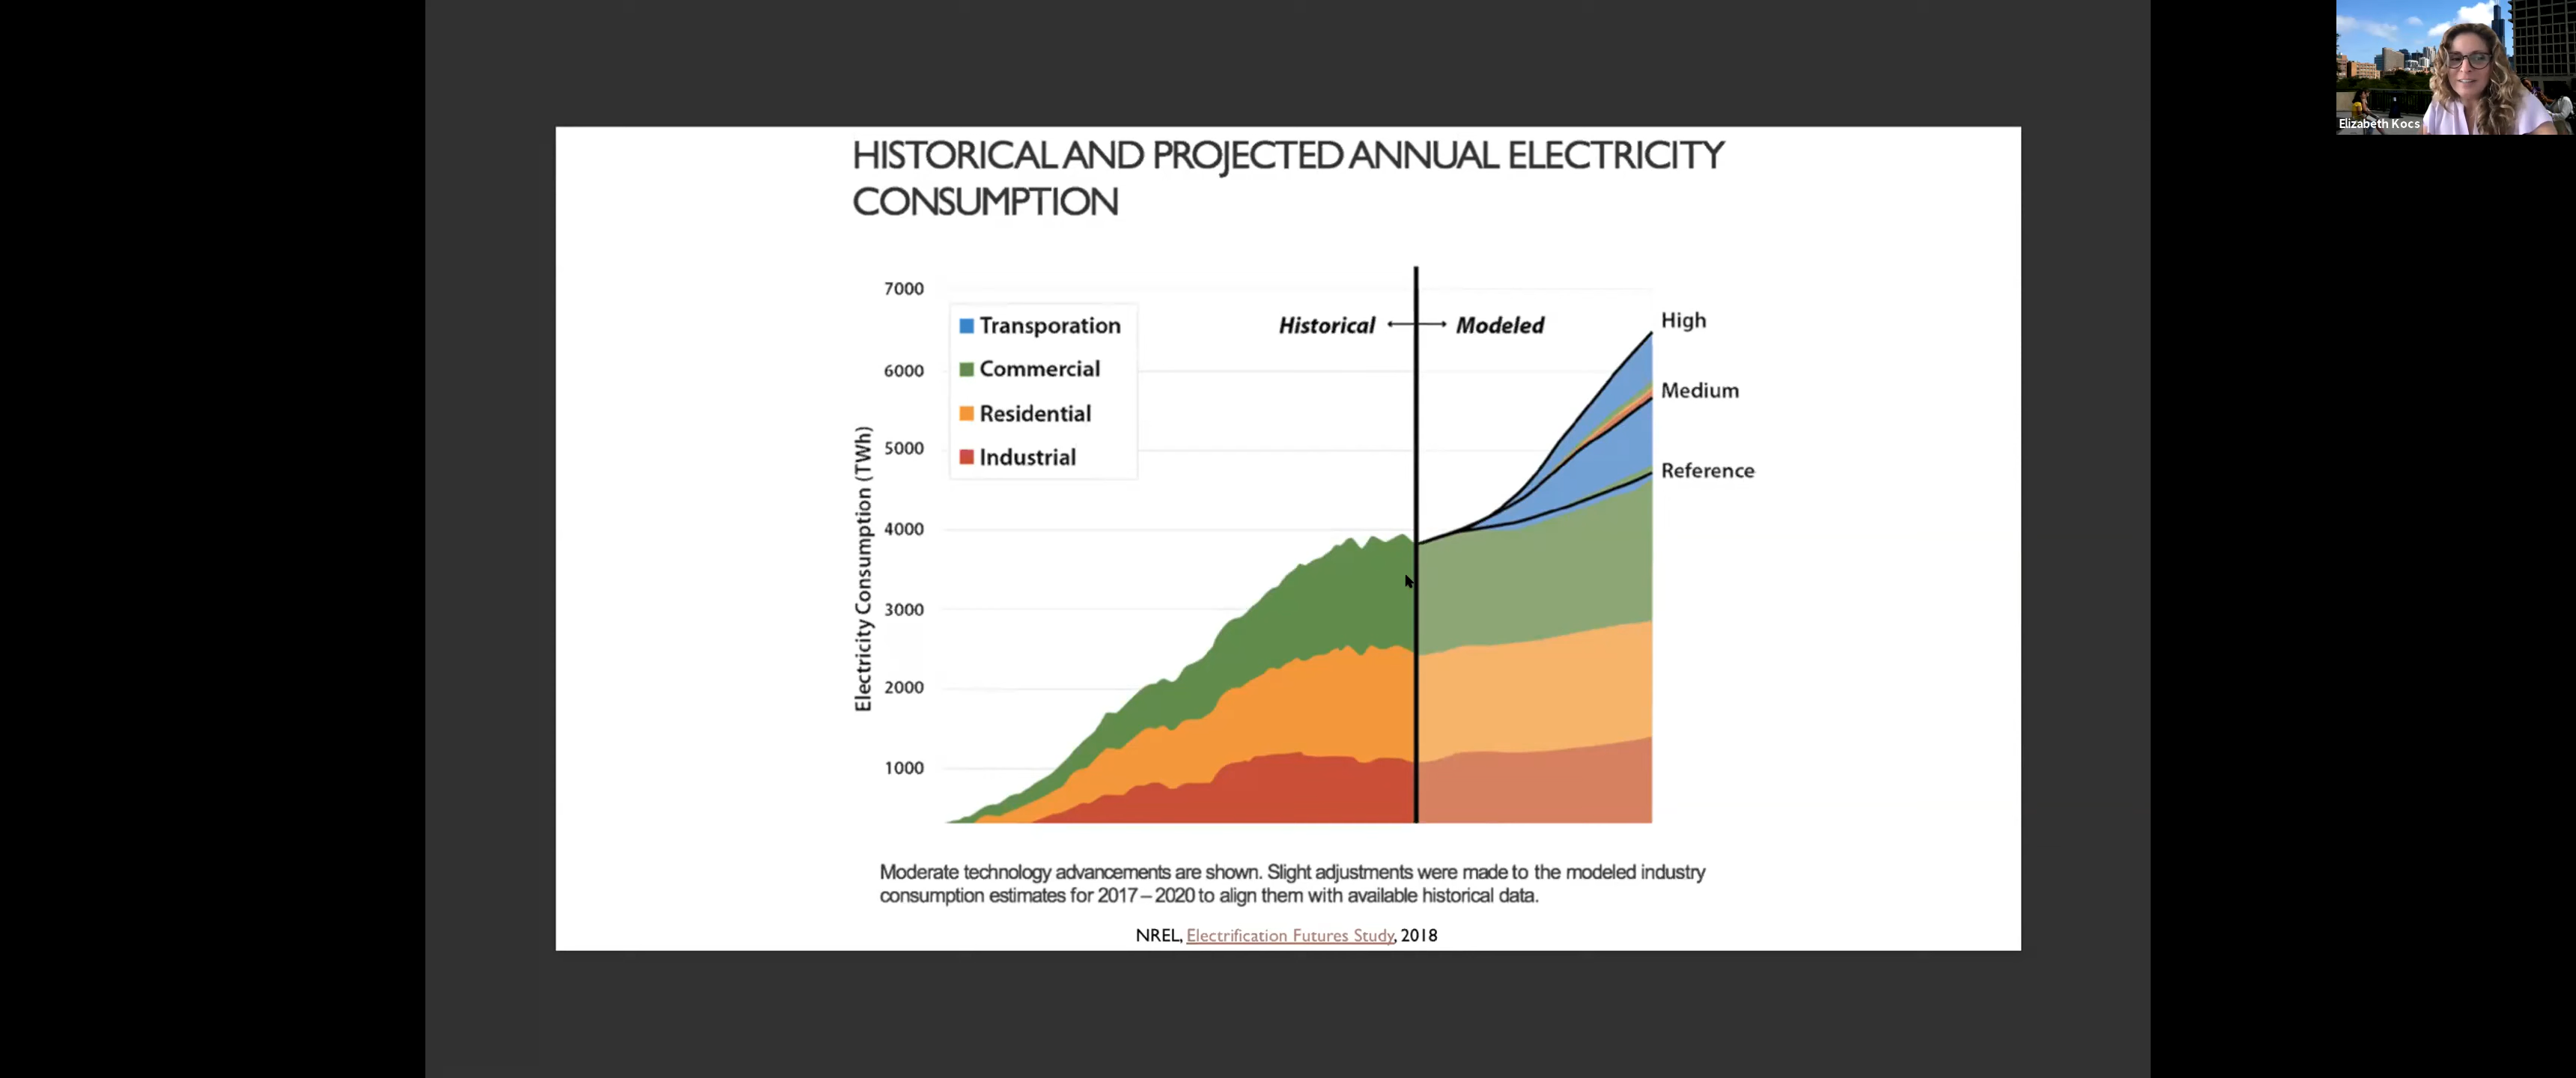 Elizabeth Kocs
HISTORICAL AND PROJECTED ANNUAL ELECTRICITY
CONSUMPTION
7000
6000
5000
4000
3000
2000
1000
Electricity Consumption (TWh)
Transporation
Commercial
Residential
Industrial
Historical
Modeled
High
Medium
Reference
Moderate technology advancements are shown. Slight adjustments were made to the modeled industry
consumption estimates for 2017–2020 to align them with available historical data.
NREL, Electrification Futures Study, 2018